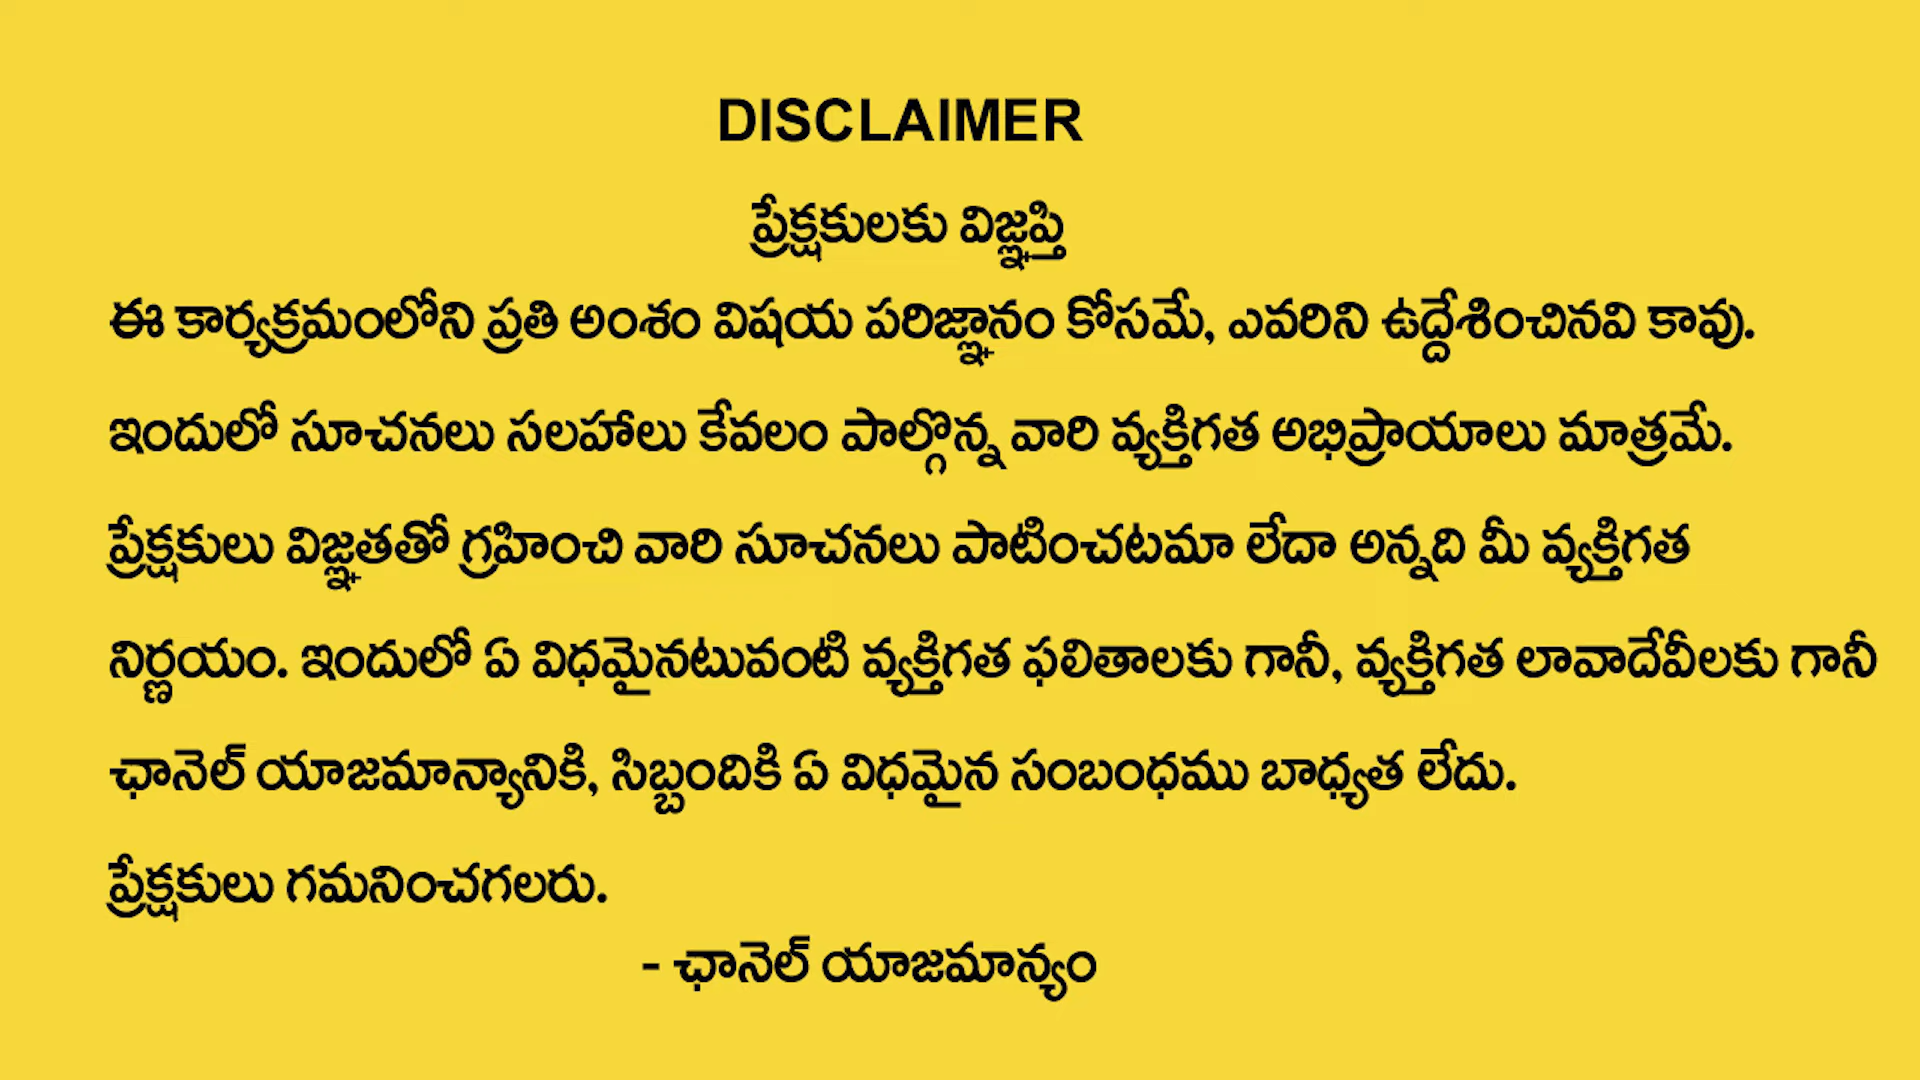 DISCLAIMER
ప్రేక్షకులకు విజ్ఞప్తి
ఈ కార్యక్రమంలోని ప్రతి అంశం విషయ పరిజ్ఞానం కోసమే, ఎవరిని ఉద్దేశించినవి కావు.
ఇందులో సూచనలు సలహాలు కేవలం పాల్గొన్న వారి వ్యక్తిగత అభిప్రాయాలు మాత్రమే.
ప్రేక్షకులు విజ్ఞతతో గ్రహించి వారి సూచనలు పాటించటమా లేదా అన్నది మీ వ్యక్తిగత
నిర్ణయం. ఇందులో ఏ విధమైనటువంటి వ్యక్తిగత ఫలితాలకు గానీ, వ్యక్తిగత లావాదేవీలకు గానీ
ఛానెల్ యాజమాన్యానికి, సిబ్బందికి ఏ విధమైన సంబంధము బాధ్యత లేదు.
ప్రేక్షకులు గమనించగలరు.
- ఛానెల్ యాజమాన్యం